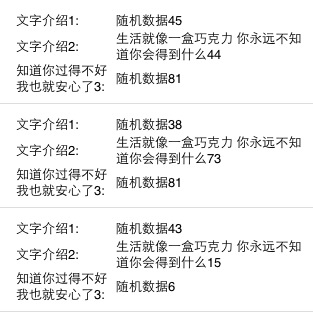 文字介绍1: 随机数据45
文字介绍2: 生活就像一盒巧克力 你永远不知
道你会得到什么44
知道你过得不好
我也就安心了3: 随机数据81
文字介绍1: 随机数据38
文字介绍2: 生活就像一盒巧克力 你永远不知
道你会得到什么73
知道你过得不好
我也就安心了3: 随机数据81
文字介绍1: 随机数据43
文字介绍2: 生活就像一盒巧克力 你永远不知
道你会得到什么15
知道你过得不好
我也就安心了3: 随机数据6